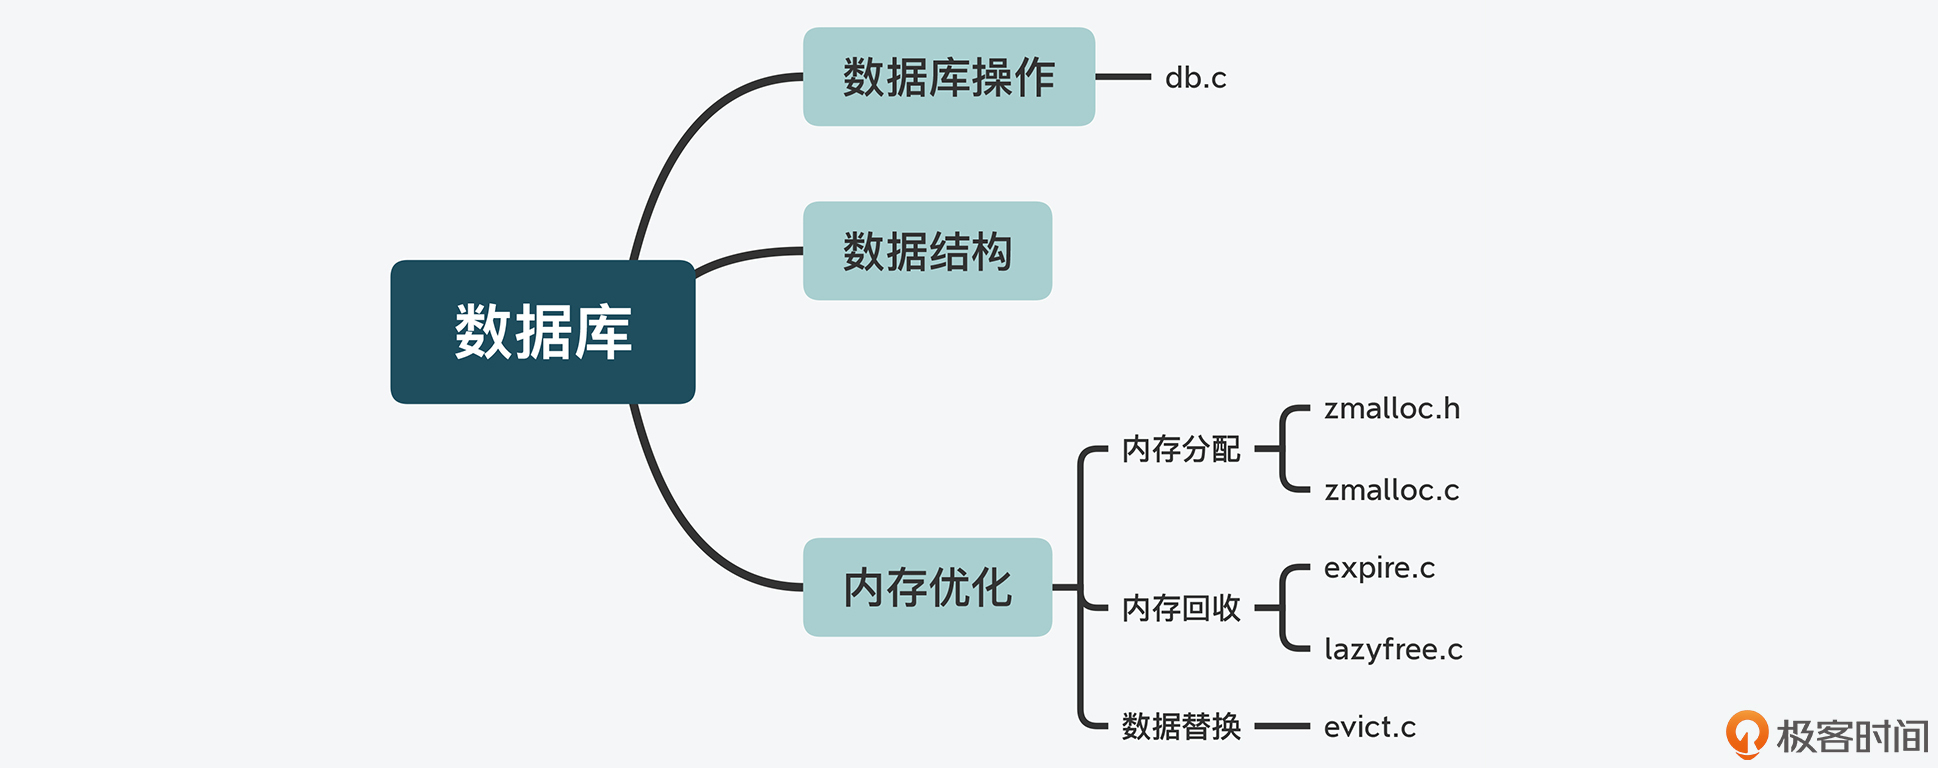 数据库操作
db.c
数据结构
数据库
zmalloc.h
内存分配
zmalloc.c
expire.c
内存优化
内存回收
lazyfree.c
数据替换
evict.c
极客时间